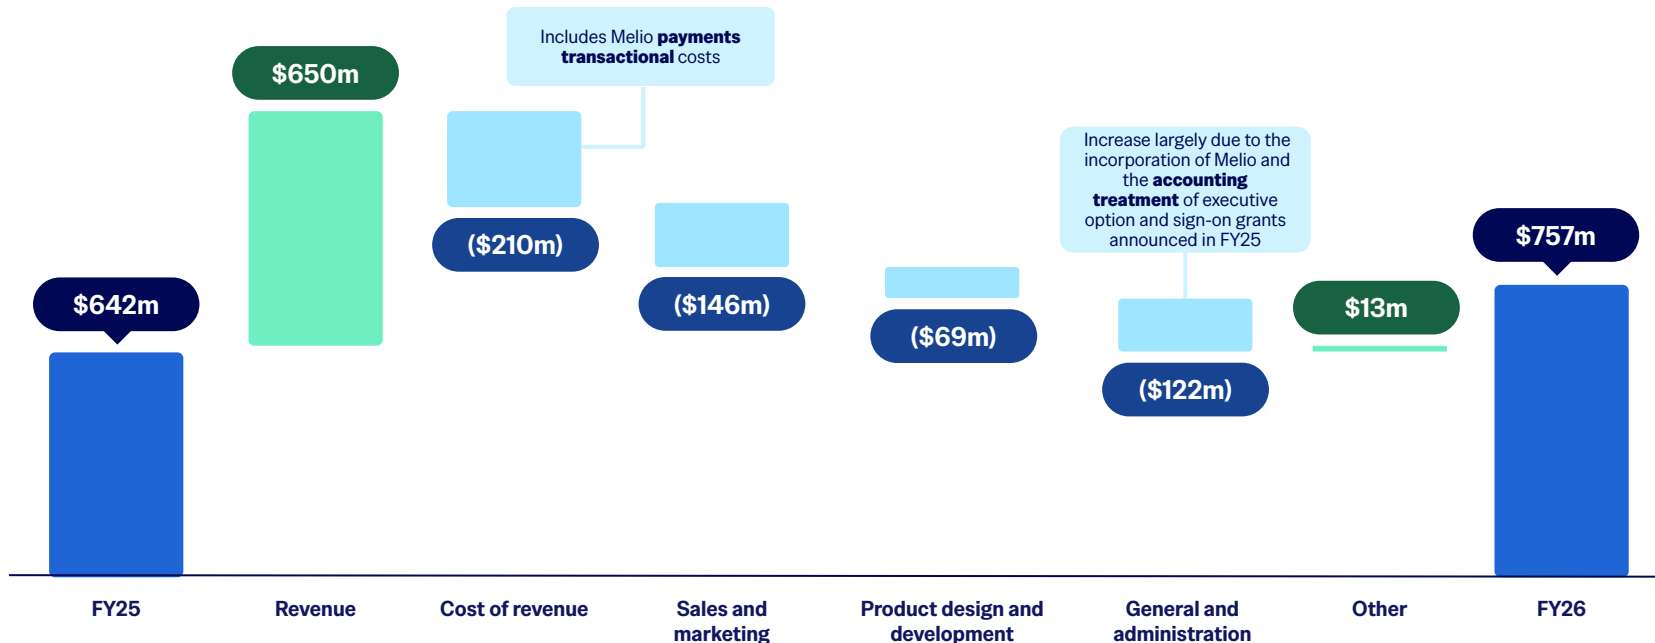 Includes Melio payments
transactional costs
$650m
Increase largely due to the
incorporation of Melio and
the accounting
treatment of executive
option and sign-on grants
announced in FY25
$757m
($210m)
$642m
($146m)
$13m
($69m)
($122m)
FY25
Revenue
Cost of revenue
Sales and
marketing
Product design and
development
General and
administration
Other
FY26